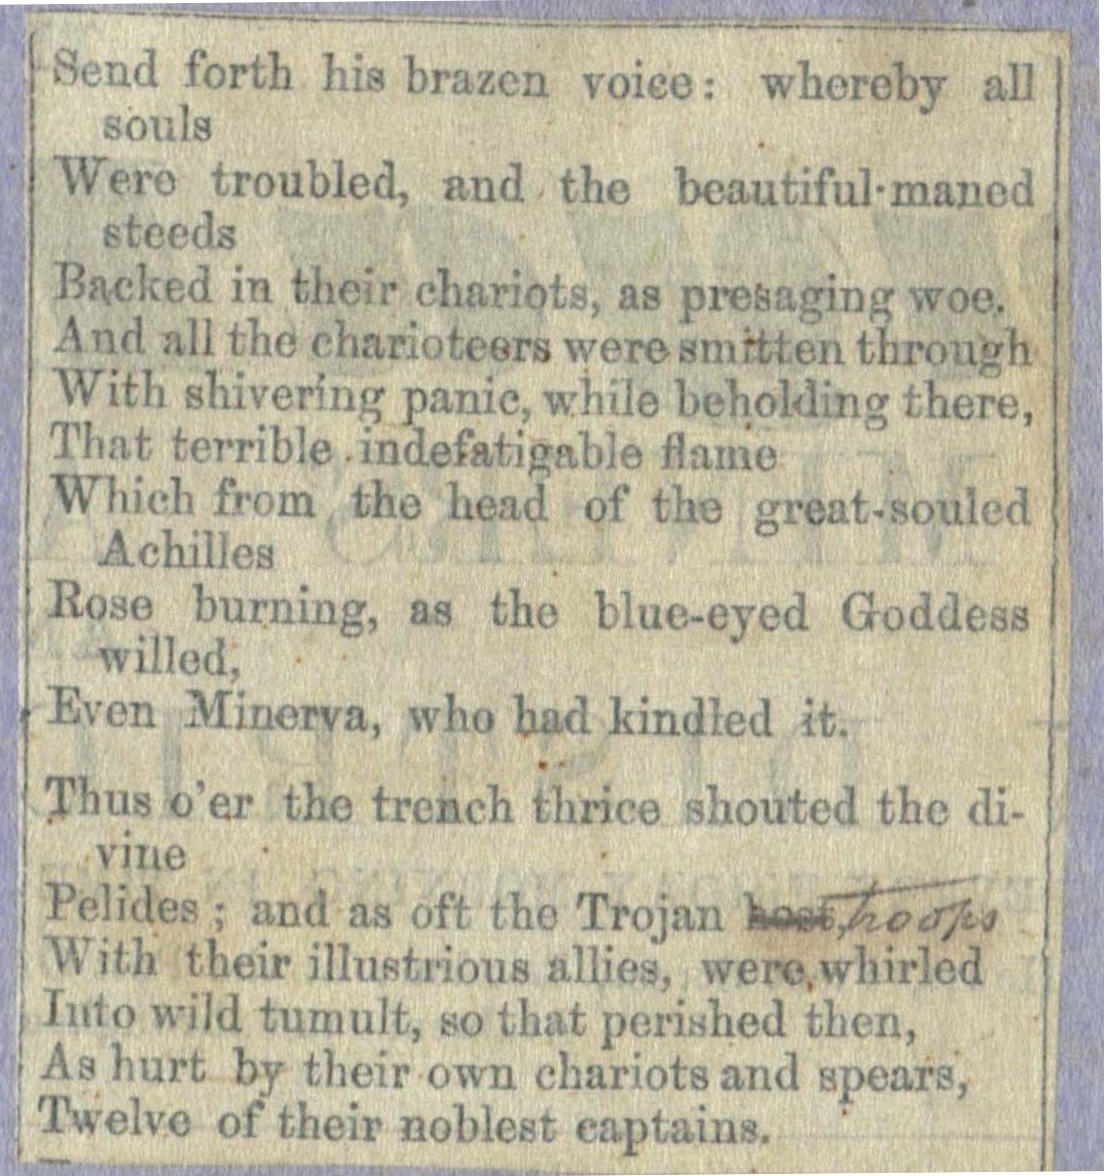 Send forth his brazen voice: whereby all
souls
Were troubled, and the beautiful-maned
steeds
Backed in their chariots, as presaging woe.
And all the charioteers were smitten through
With shivering panic, while beholding there,
That terrible indefatigable flame
Which from the head of the great-souled
Achilles
Rose burning, as the blue-eyed Goddess
willed,
Even Minerva, who had kindled it.
Thus o'er the trench thrice shouted the di-
vine
Pelides; and as oft the Trojan host, troops
With their illustrious allies, were whirled
Into wild tumult, so that perished then,
As hurt by their own chariots and spears,
Twelve of their noblest captains.